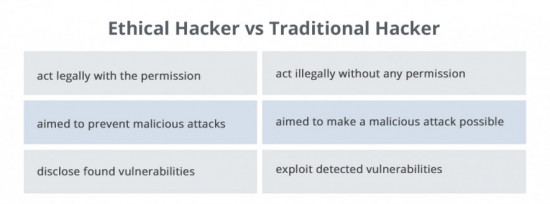 Ethical Hacker vs Traditional Hacker
act legally with the permission
act illegally without any permission
aimed to prevent malicious attacks
aimed to make a malicious attack possible
disclose found vulnerabilities
exploit detected vulnerabilities